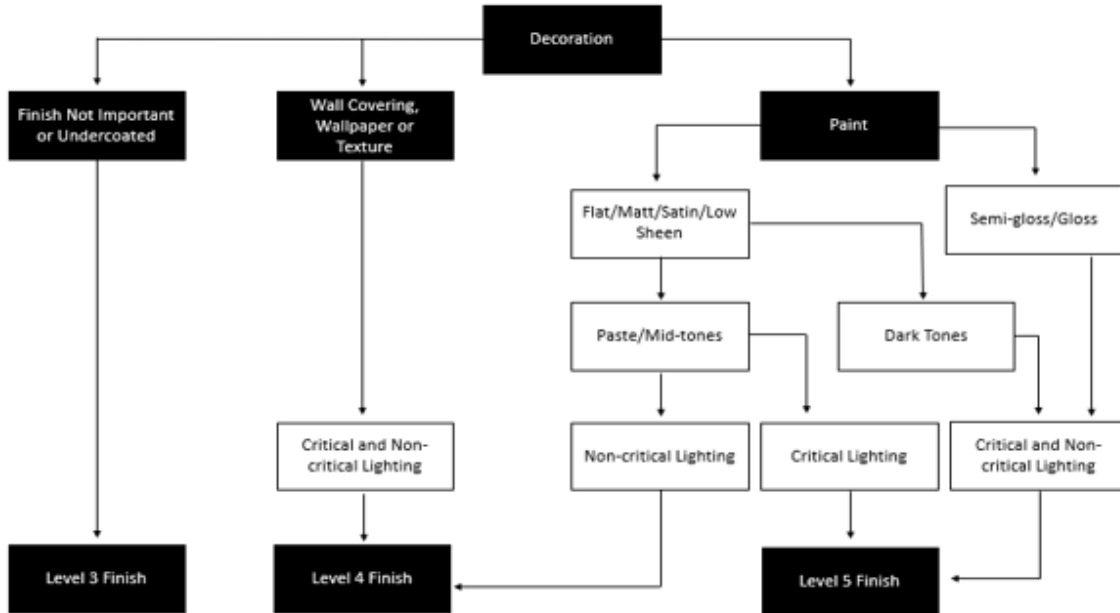 Decoration
Finish Not Important
or Undercoated
Wall Covering,
Wallpaper or
Texture
Paint
Flat/Matt/Satin/Low
Sheen
Semi-gloss/Gloss
Paste/Mid-tones
Dark Tones
Critical and Non-
critical Lighting
Non-critical Lighting
Critical Lighting
Critical and Non-
critical Lighting
Level 3 Finish
Level 4 Finish
Level 5 Finish